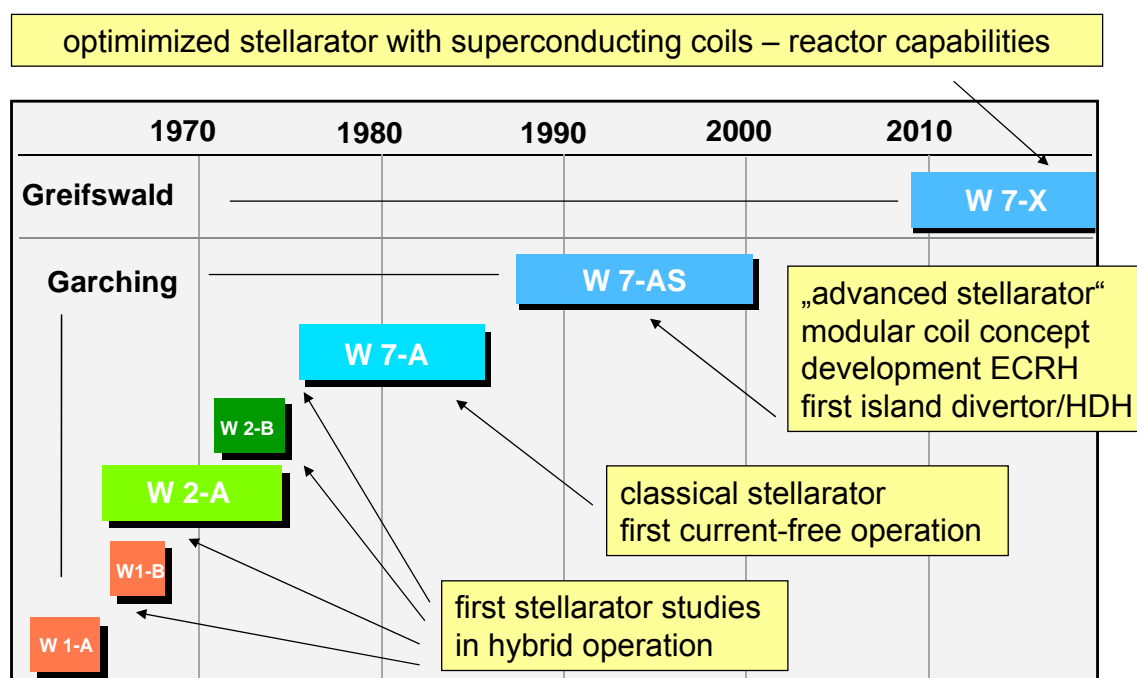 optimimized stellarator with superconducting coils – reactor capabilities
1970 1980 1990 2000 2010
Greifswald
W 7-X
Garching
W 7-AS
„advanced stellarator“
modular coil concept
development ECRH
first island divertor/HDH
W 7-A
W 2-B
W 2-A
classical stellarator
first current-free operation
W1-B
first stellarator studies
in hybrid operation
W 1-A